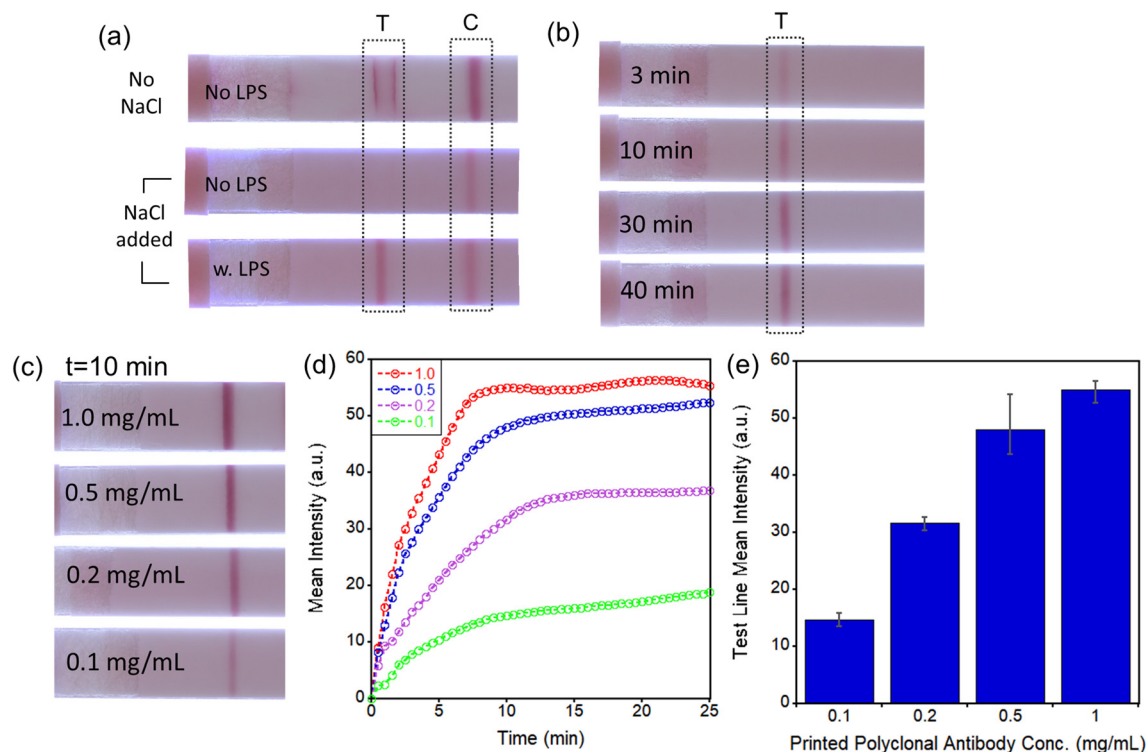 (a)
T
C
No
NaCl
No LPS
No LPS
NaCl
added
w. LPS
(b)
T
3 min
10 min
30 min
40 min
(c)
t=10 min
1.0 mg/mL
0.5 mg/mL
0.2 mg/mL
0.1 mg/mL
(d)
60
50
40
30
20
10
0
Mean Intensity (a.u.)
1.0
0.5
0.2
0.1
0
5
10
15
20
25
Time (min)
(e)
60
50
40
30
20
10
0
Test Line Mean Intensity (a.u.)
0.1
0.2
0.5
1
Printed Polyclonal Antibody Conc. (mg/mL)